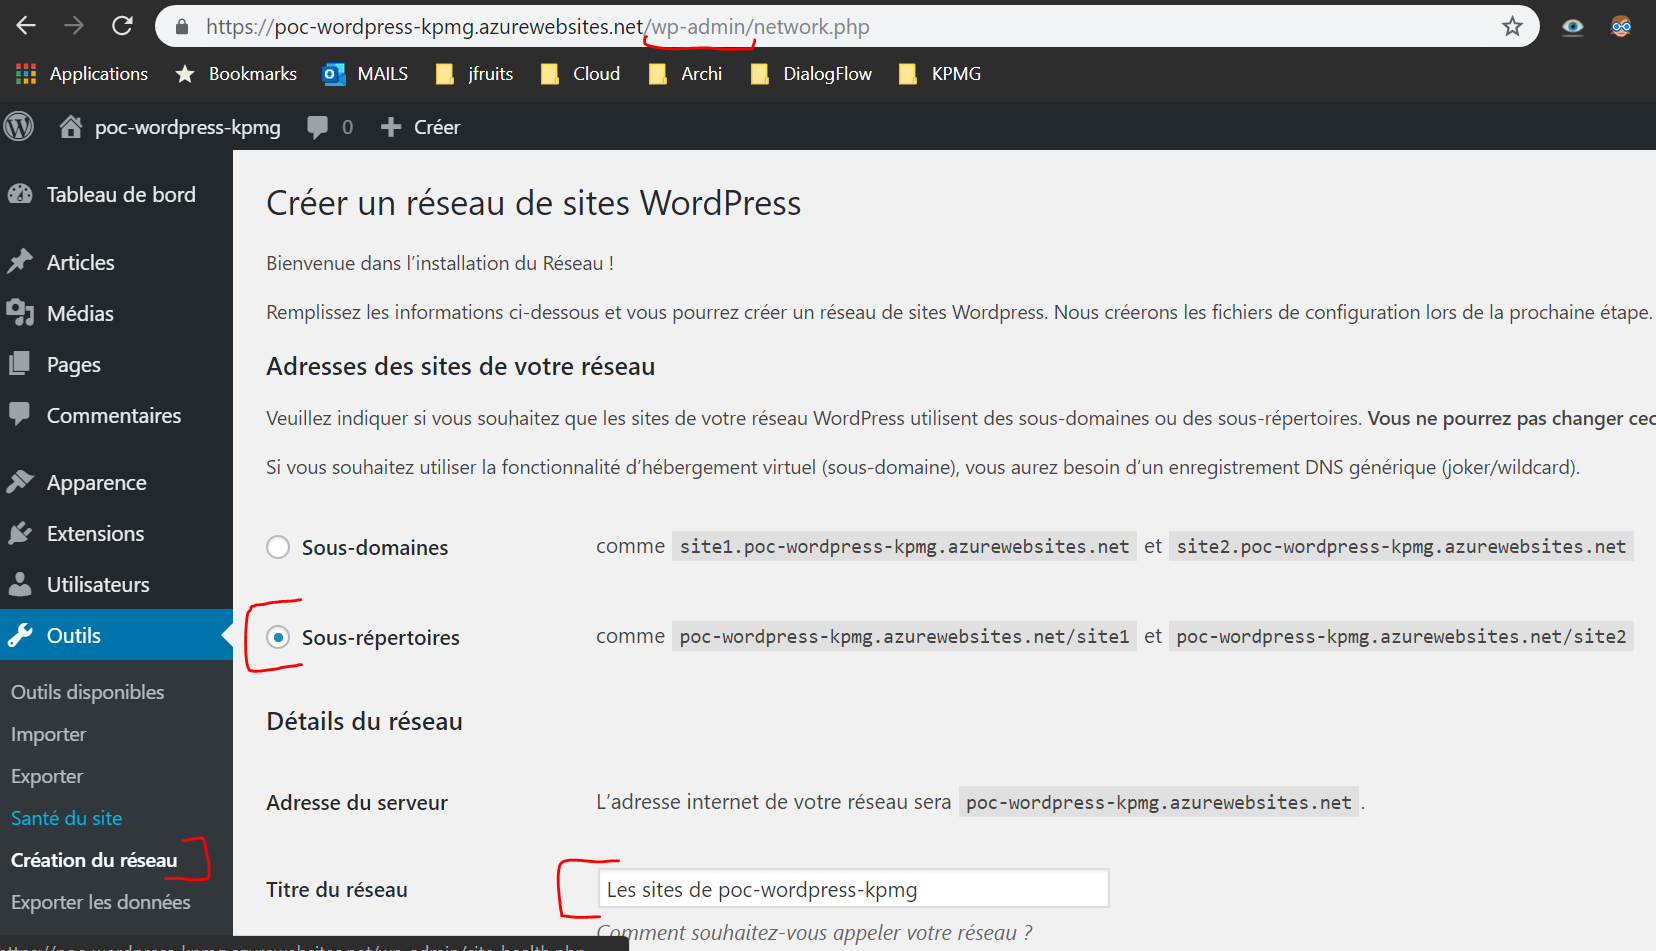 https://poc-wordpress-kpmg.azurewebsites.net/wp-admin/network.php
Applications Bookmarks MAILS jfruits Cloud Archi DialogFlow KPMG
poc-wordpress-kpmg 0 Créer
Tableau de bord
Articles
Médias
Pages
Commentaires
Apparence
Extensions
Utilisateurs
Outils
Outils disponibles
Importer
Exporter
Santé du site
Création du réseau
Exporter les données
Créer un réseau de sites WordPress
Bienvenue dans l’installation du Réseau !
Remplissez les informations ci-dessous et vous pourrez créer un réseau de sites Wordpress. Nous créerons les fichiers de configuration lors de la prochaine étape.
Adresses des sites de votre réseau
Veuillez indiquer si vous souhaitez que les sites de votre réseau WordPress utilisent des sous-domaines ou des sous-répertoires. Vous ne pourrez pas changer cec
Si vous souhaitez utiliser la fonctionnalité d’hébergement virtuel (sous-domaine), vous aurez besoin d’un enregistrement DNS générique (joker/wildcard).
Sous-domaines comme site1.poc-wordpress-kpmg.azurewebsites.net et site2.poc-wordpress-kpmg.azurewebsites.net
Sous-répertoires comme poc-wordpress-kpmg.azurewebsites.net/site1 et poc-wordpress-kpmg.azurewebsites.net/site2
Détails du réseau
Adresse du serveur L’adresse internet de votre réseau sera poc-wordpress-kpmg.azurewebsites.net .
Titre du réseau Les sites de poc-wordpress-kpmg
Comment souhaitez-vous appeler votre réseau ?